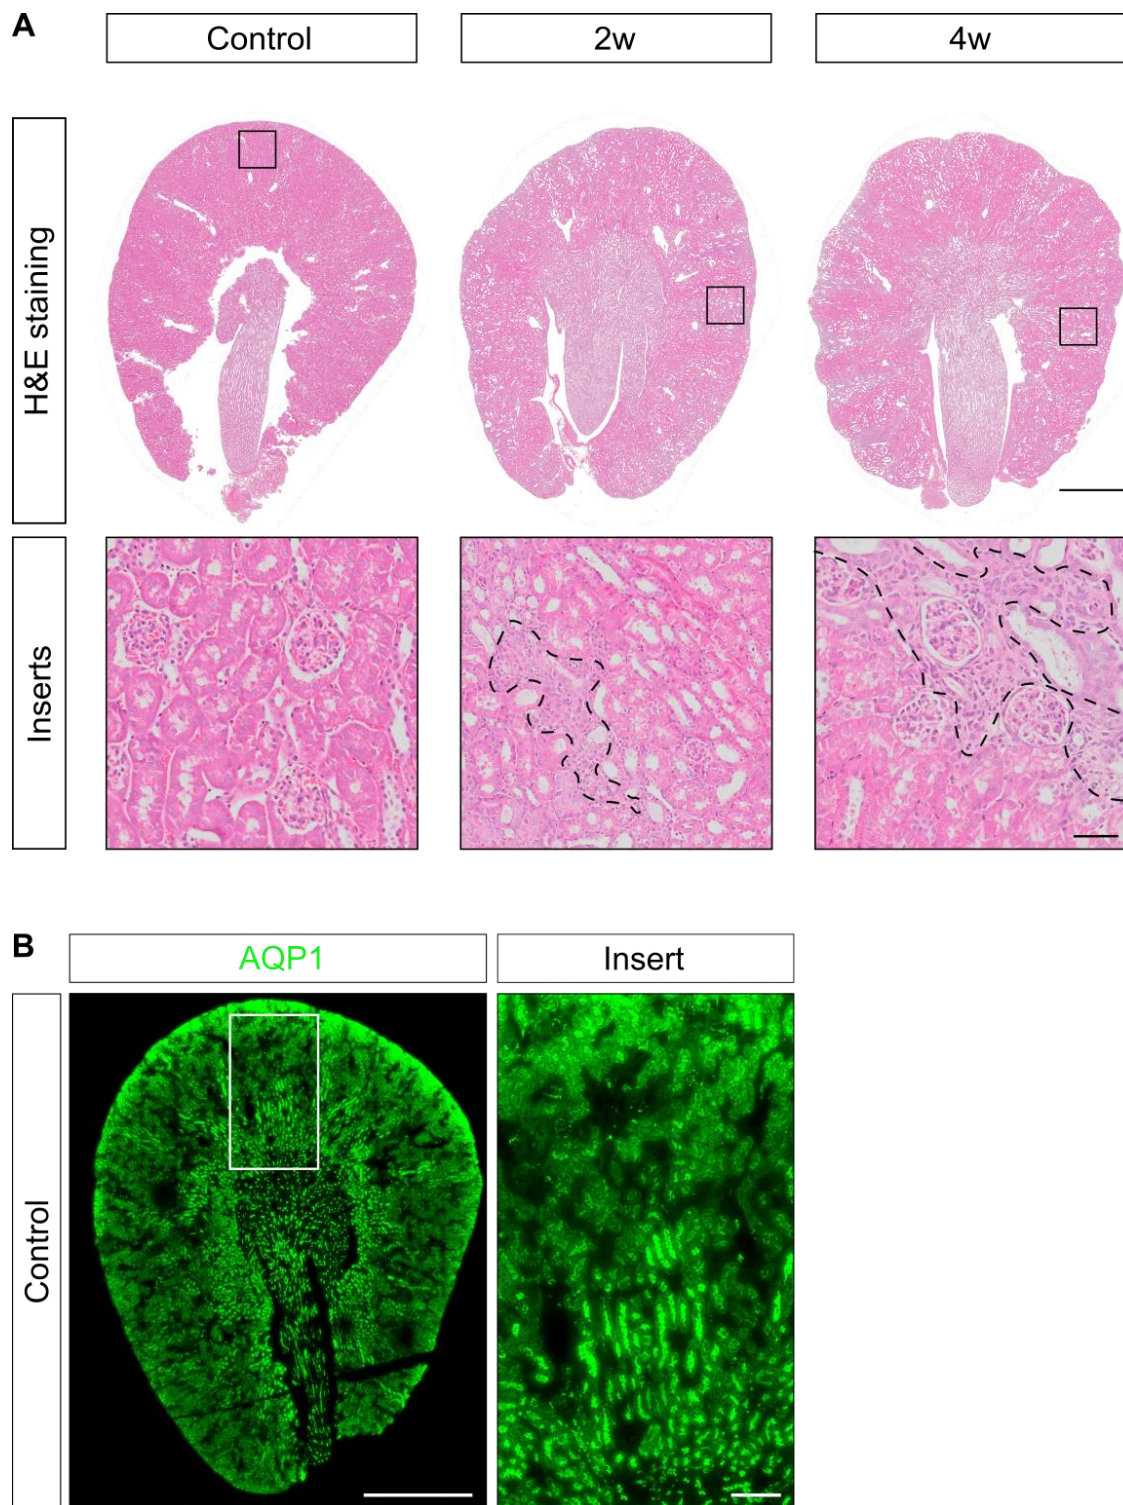 A
Control
2w
4w
H&E staining
Inserts
B
AQP1
Insert
Control